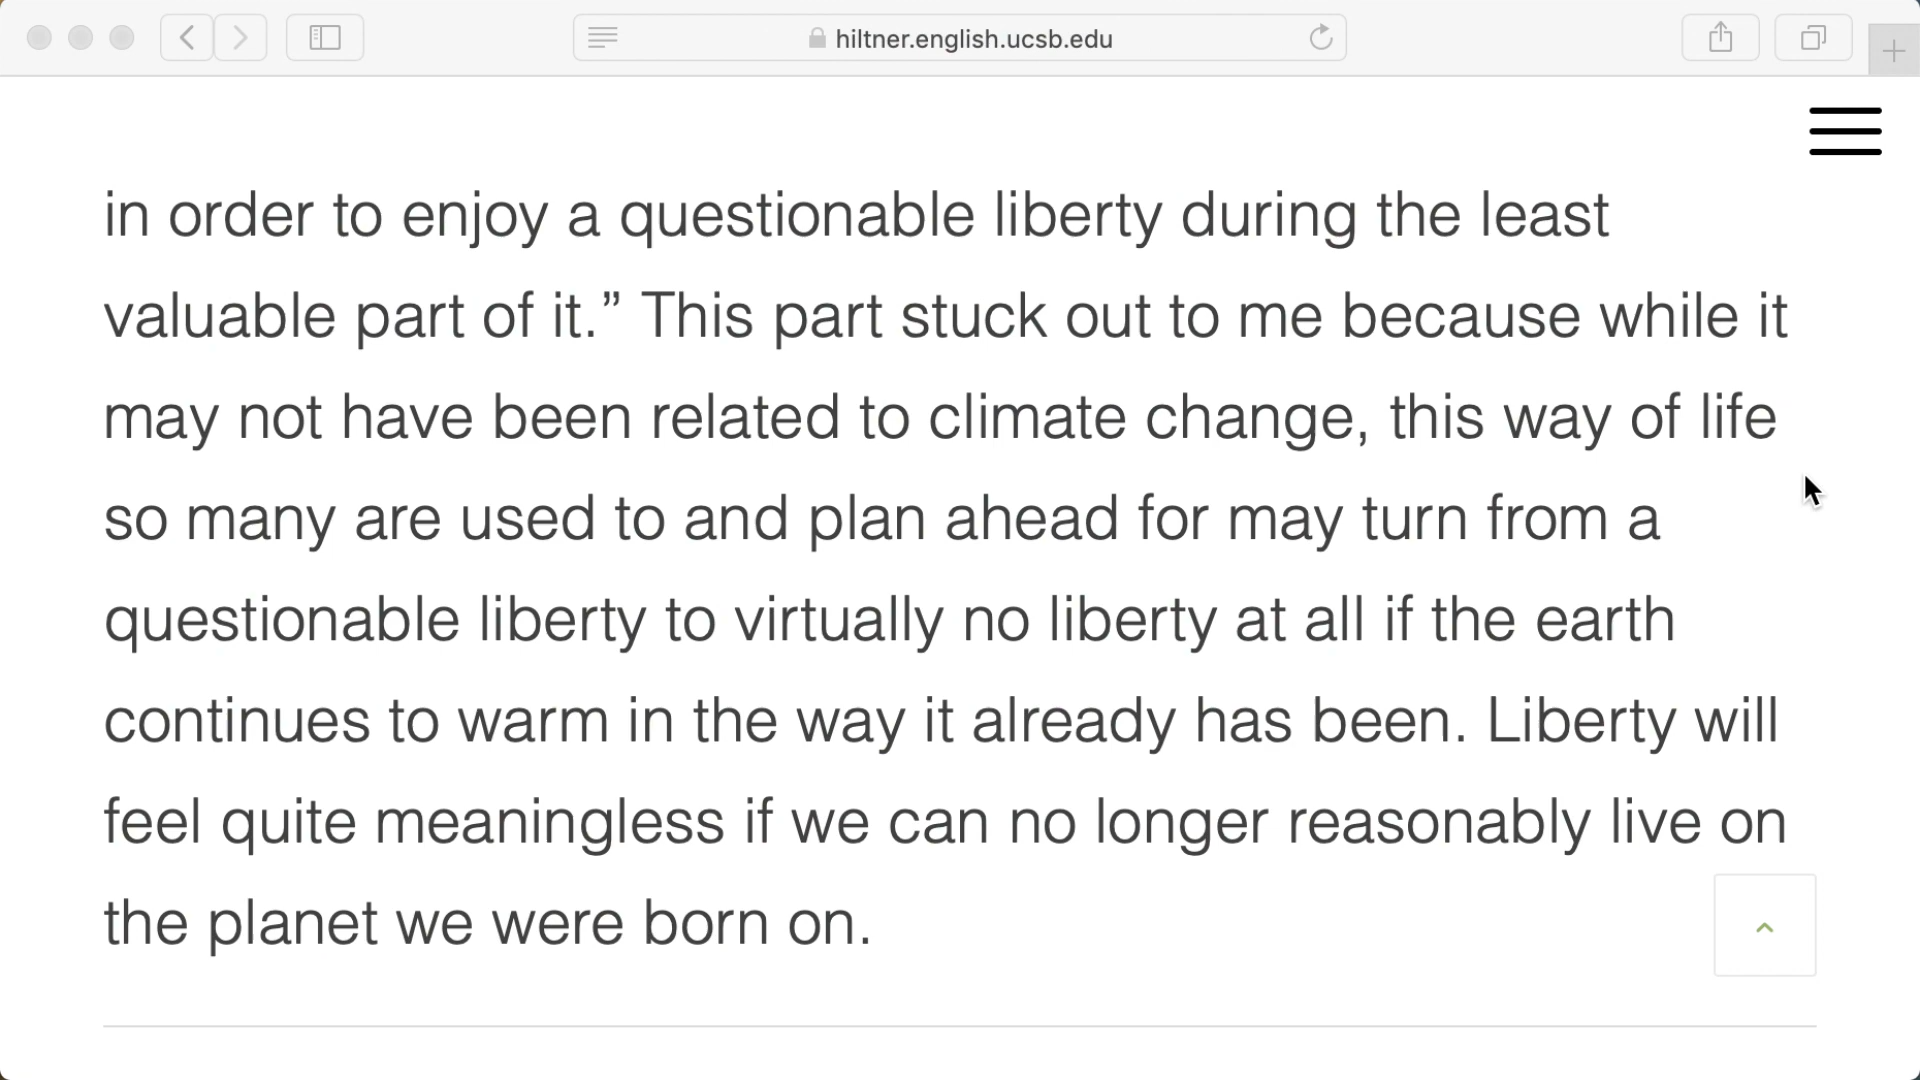 hiltner.english.ucsb.edu
in order to enjoy a questionable liberty during the least
valuable part of it.” This part stuck out to me because while it
may not have been related to climate change, this way of life
so many are used to and plan ahead for may turn from a
questionable liberty to virtually no liberty at all if the earth
continues to warm in the way it already has been. Liberty will
feel quite meaningless if we can no longer reasonably live on
the planet we were born on.